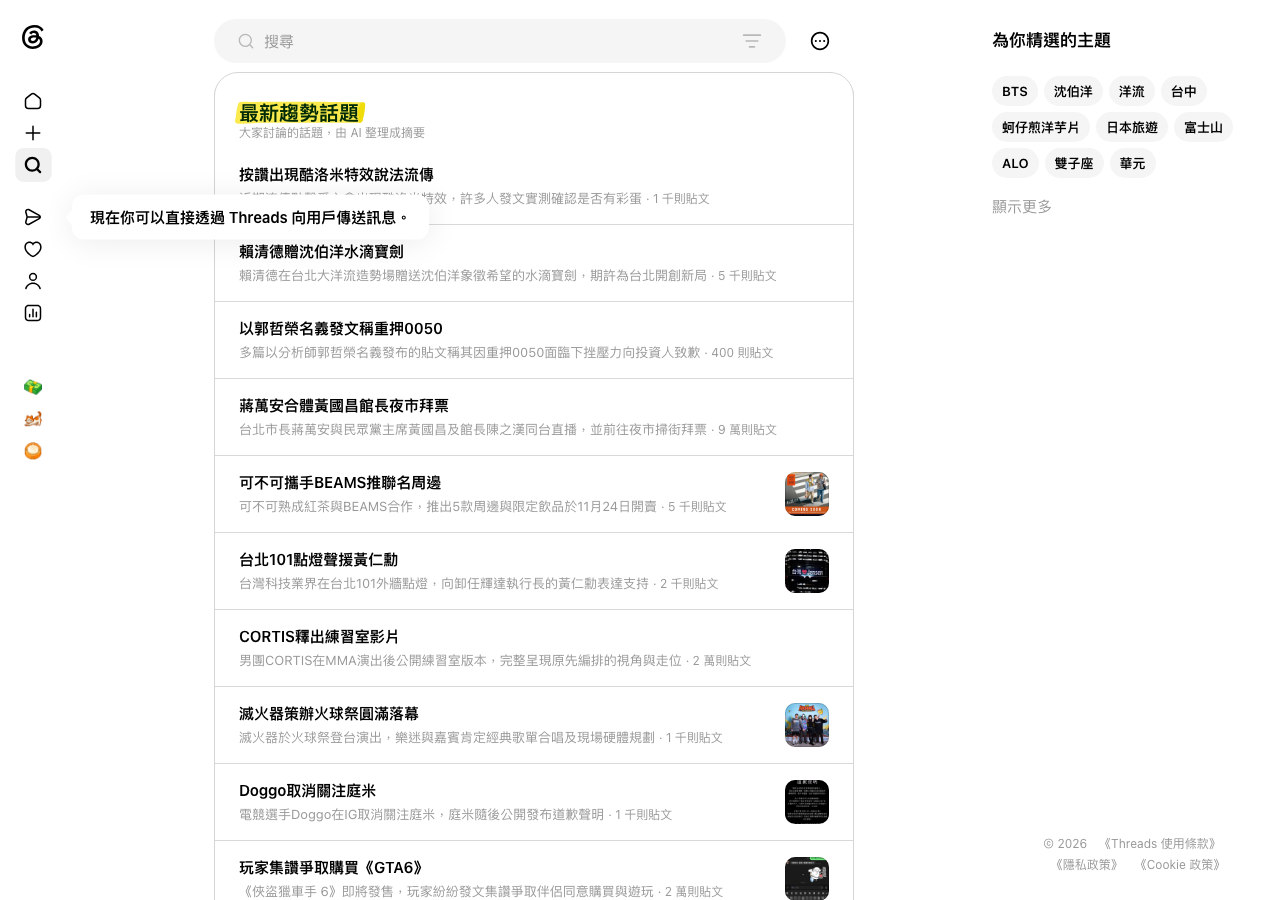 搜尋
最新趨勢話題
大家討論的話題，由 AI 整理成摘要
按讚出現酷洛米特效說法流傳
特效，許多人發文實測確認是否有彩蛋 · 1 千則貼文
現在你可以直接透過 Threads 向用戶傳送訊息。
賴清德贈沈伯洋水滴寶劍
賴清德在台北大洋流造勢場贈送沈伯洋象徵希望的水滴寶劍，期許為台北開創新局 · 5 千則貼文
以郭哲榮名義發文稱重押0050
多篇以分析師郭哲榮名義發布的貼文稱其因重押0050面臨下挫壓力向投資人致歉 · 400 則貼文
蔣萬安合體黃國昌館長夜市拜票
台北市長蔣萬安與民眾黨主席黃國昌及館長陳之漢同台直播，並前往夜市掃街拜票 · 9 萬則貼文
可不可攜手BEAMS推聯名周邊
可不可熟成紅茶與BEAMS合作，推出5款周邊與限定飲品於11月24日開賣 · 5 千則貼文
COMING SOON
台北101點燈聲援黃仁勳
台灣科技業界在台北101外牆點燈，向卸任輝達執行長的黃仁勳表達支持 · 2 千則貼文
CORTIS釋出練習室影片
男團CORTIS在MMA演出後公開練習室版本，完整呈現原先編排的視角與走位 · 2 萬則貼文
滅火器策辦火球祭圓滿落幕
滅火器於火球祭登台演出，樂迷與嘉賓肯定經典歌單合唱及現場硬體規劃 · 1 千則貼文
Doggo取消關注庭米
電競選手Doggo在IG取消關注庭米，庭米隨後公開發布道歉聲明 · 1 千則貼文
玩家集讚爭取購買《GTA6》
《俠盜獵車手 6》即將發售，玩家紛紛發文集讚爭取伴侶同意購買與遊玩 · 2 萬則貼文
為你精選的主題
BTS 沈伯洋 洋流 台中
蚵仔煎洋芋片 日本旅遊 富士山
ALO 雙子座 華元
顯示更多
© 2026 《Threads 使用條款》
《隱私政策》 《Cookie 政策》